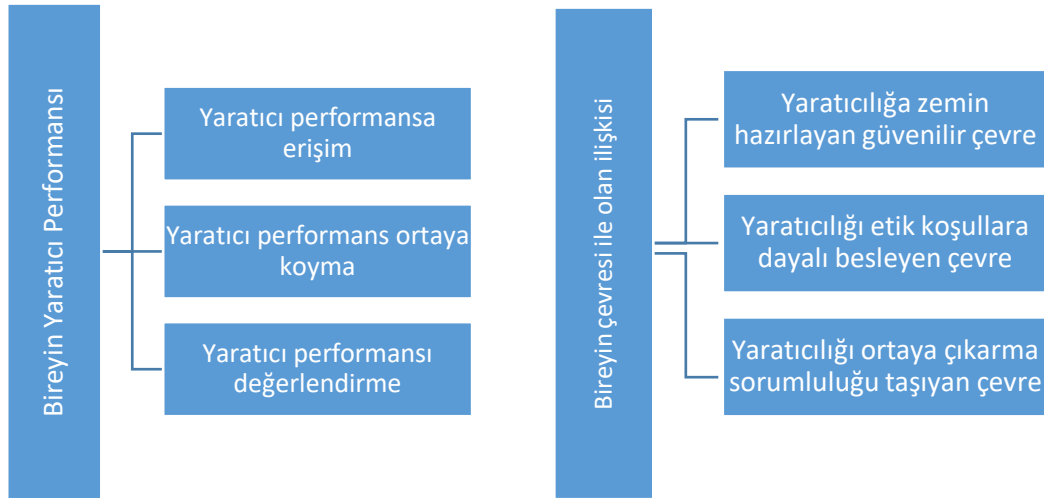 Bireyin Yaratıcı Performansı
Yaratıcı performansa
erişim
Yaratıcı performans ortaya
koyma
Yaratıcı performansı
değerlendirme
Bireyin çevresi ile olan ilişkisi
Yaratıcılığa zemin
hazırlayan güvenilir çevre
Yaratıcılığı etik koşullara
dayalı besleyen çevre
Yaratıcılığı ortaya çıkarma
sorumluluğu taşıyan çevre